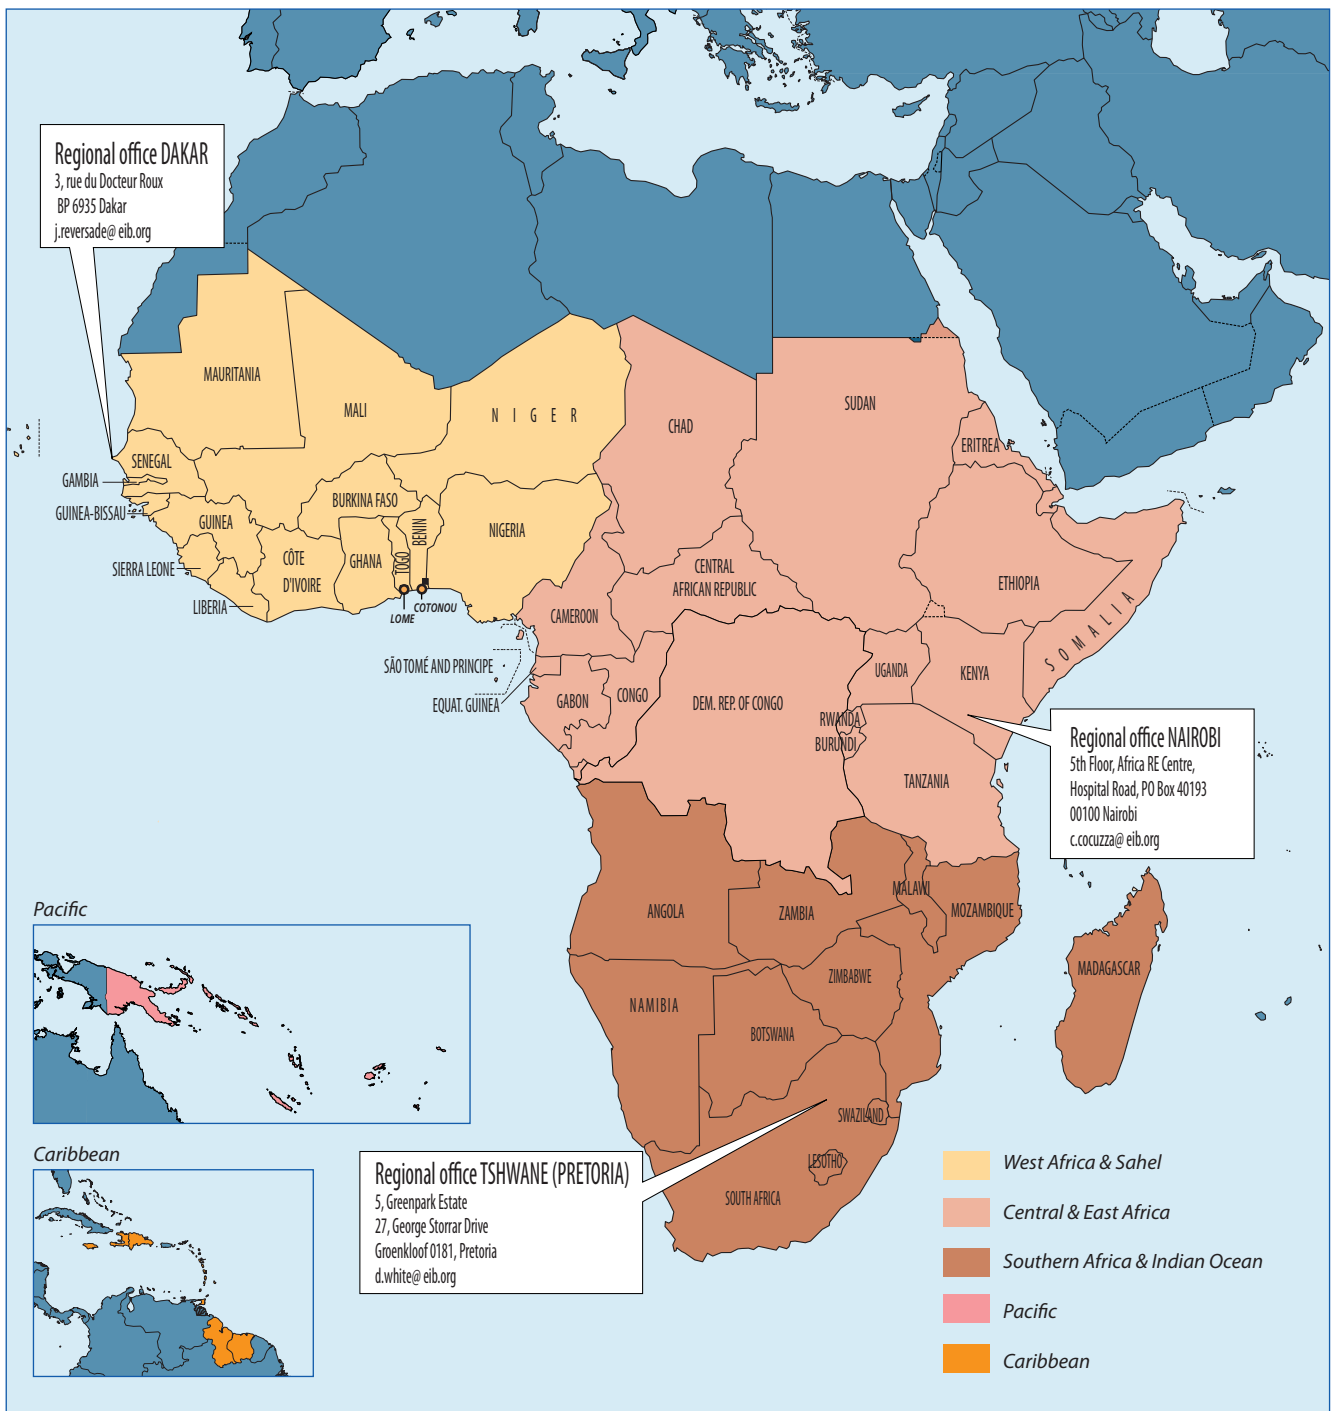 Regional office DAKAR
3, rue du Docteur Roux
BP 6935 Dakar
j.reversade@ eib.org
MAURITANIA
MALI
NIGER
CHAD
SUDAN
ERITREA
SENEGAL
GAMBIA
GUINEA-BISSAU
GUINEA
BURKINA FASO
BENIN
NIGERIA
SIERRA LEONE
CÔTE
D'IVOIRE
GHANA
TOGO
LIBERIA
LOME
COTONOU
CENTRAL
AFRICAN REPUBLIC
ETHIOPIA
SOMALIA
CAMEROON
SÃO TOMÉ AND PRINCIPE
EQUAT. GUINEA
GABON
CONGO
DEM. REP. OF CONGO
UGANDA
KENYA
RWANDA
BURUNDI
TANZANIA
Regional office NAIROBI
5th Floor, Africa RE Centre,
Hospital Road, PO Box 40193
00100 Nairobi
c.cocuzza@ eib.org
ANGOLA
ZAMBIA
MALAWI
MOZAMBIQUE
MADAGASCAR
ZIMBABWE
NAMIBIA
BOTSWANA
SWAZILAND
LESOTHO
SOUTH AFRICA
Pacific
Caribbean
Regional office TSHWANE (PRETORIA)
5, Greenpark Estate
27, George Storrar Drive
Groenkloof 0181, Pretoria
d.white@ eib.org
West Africa & Sahel
Central & East Africa
Southern Africa & Indian Ocean
Pacific
Caribbean